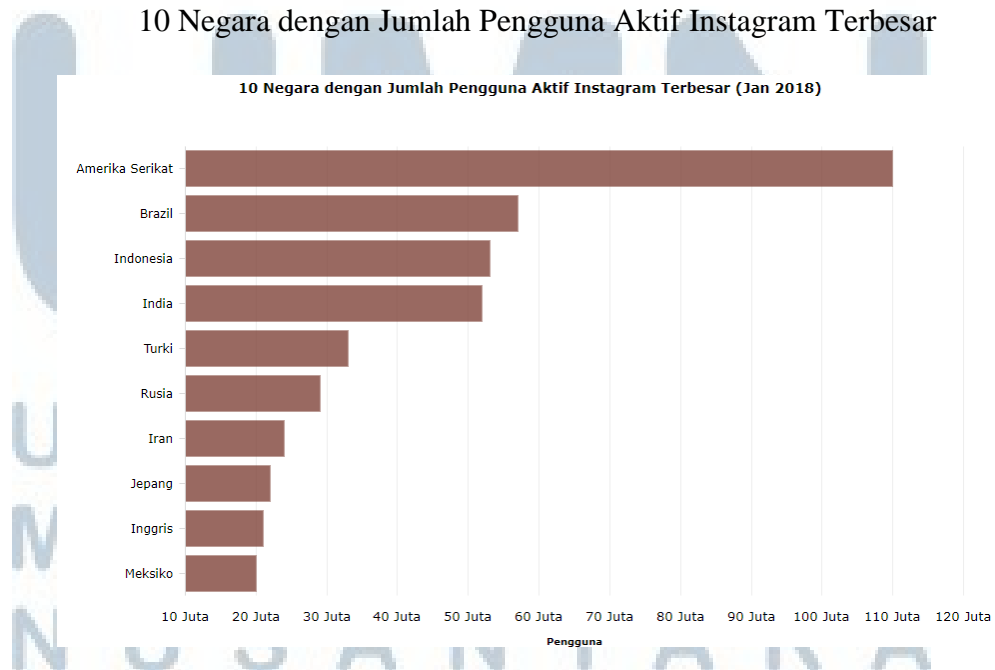 10 Negara dengan Jumlah Pengguna Aktif Instagram Terbesar
10 Negara dengan Jumlah Pengguna Aktif Instagram Terbesar (Jan 2018)
Amerika Serikat
Brazil
Indonesia
India
Turki
Rusia
Iran
Jepang
Inggris
Meksiko
10 Juta 20 Juta 30 Juta 40 Juta 50 Juta 60 Juta 70 Juta 80 Juta 90 Juta 100 Juta 110 Juta 120 Juta
Pengguna